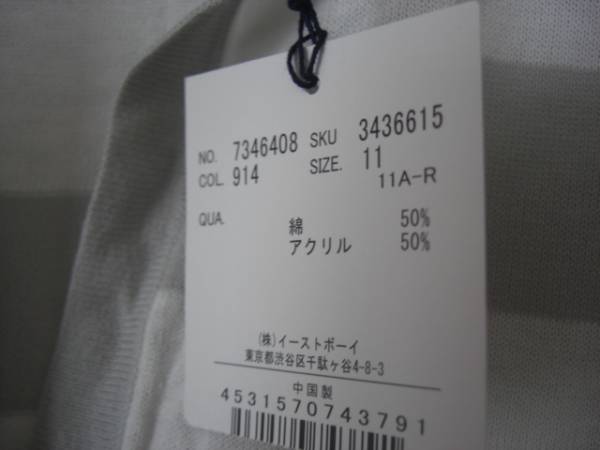 NO. 7346408 SKU 3436615
COL. 914 SIZE. 11
11A-R
QUA. 綿 50%
アクリル 50%
(株)イーストボーイ
東京都渋谷区千駄ヶ谷4-8-3
中国製
4531570743791